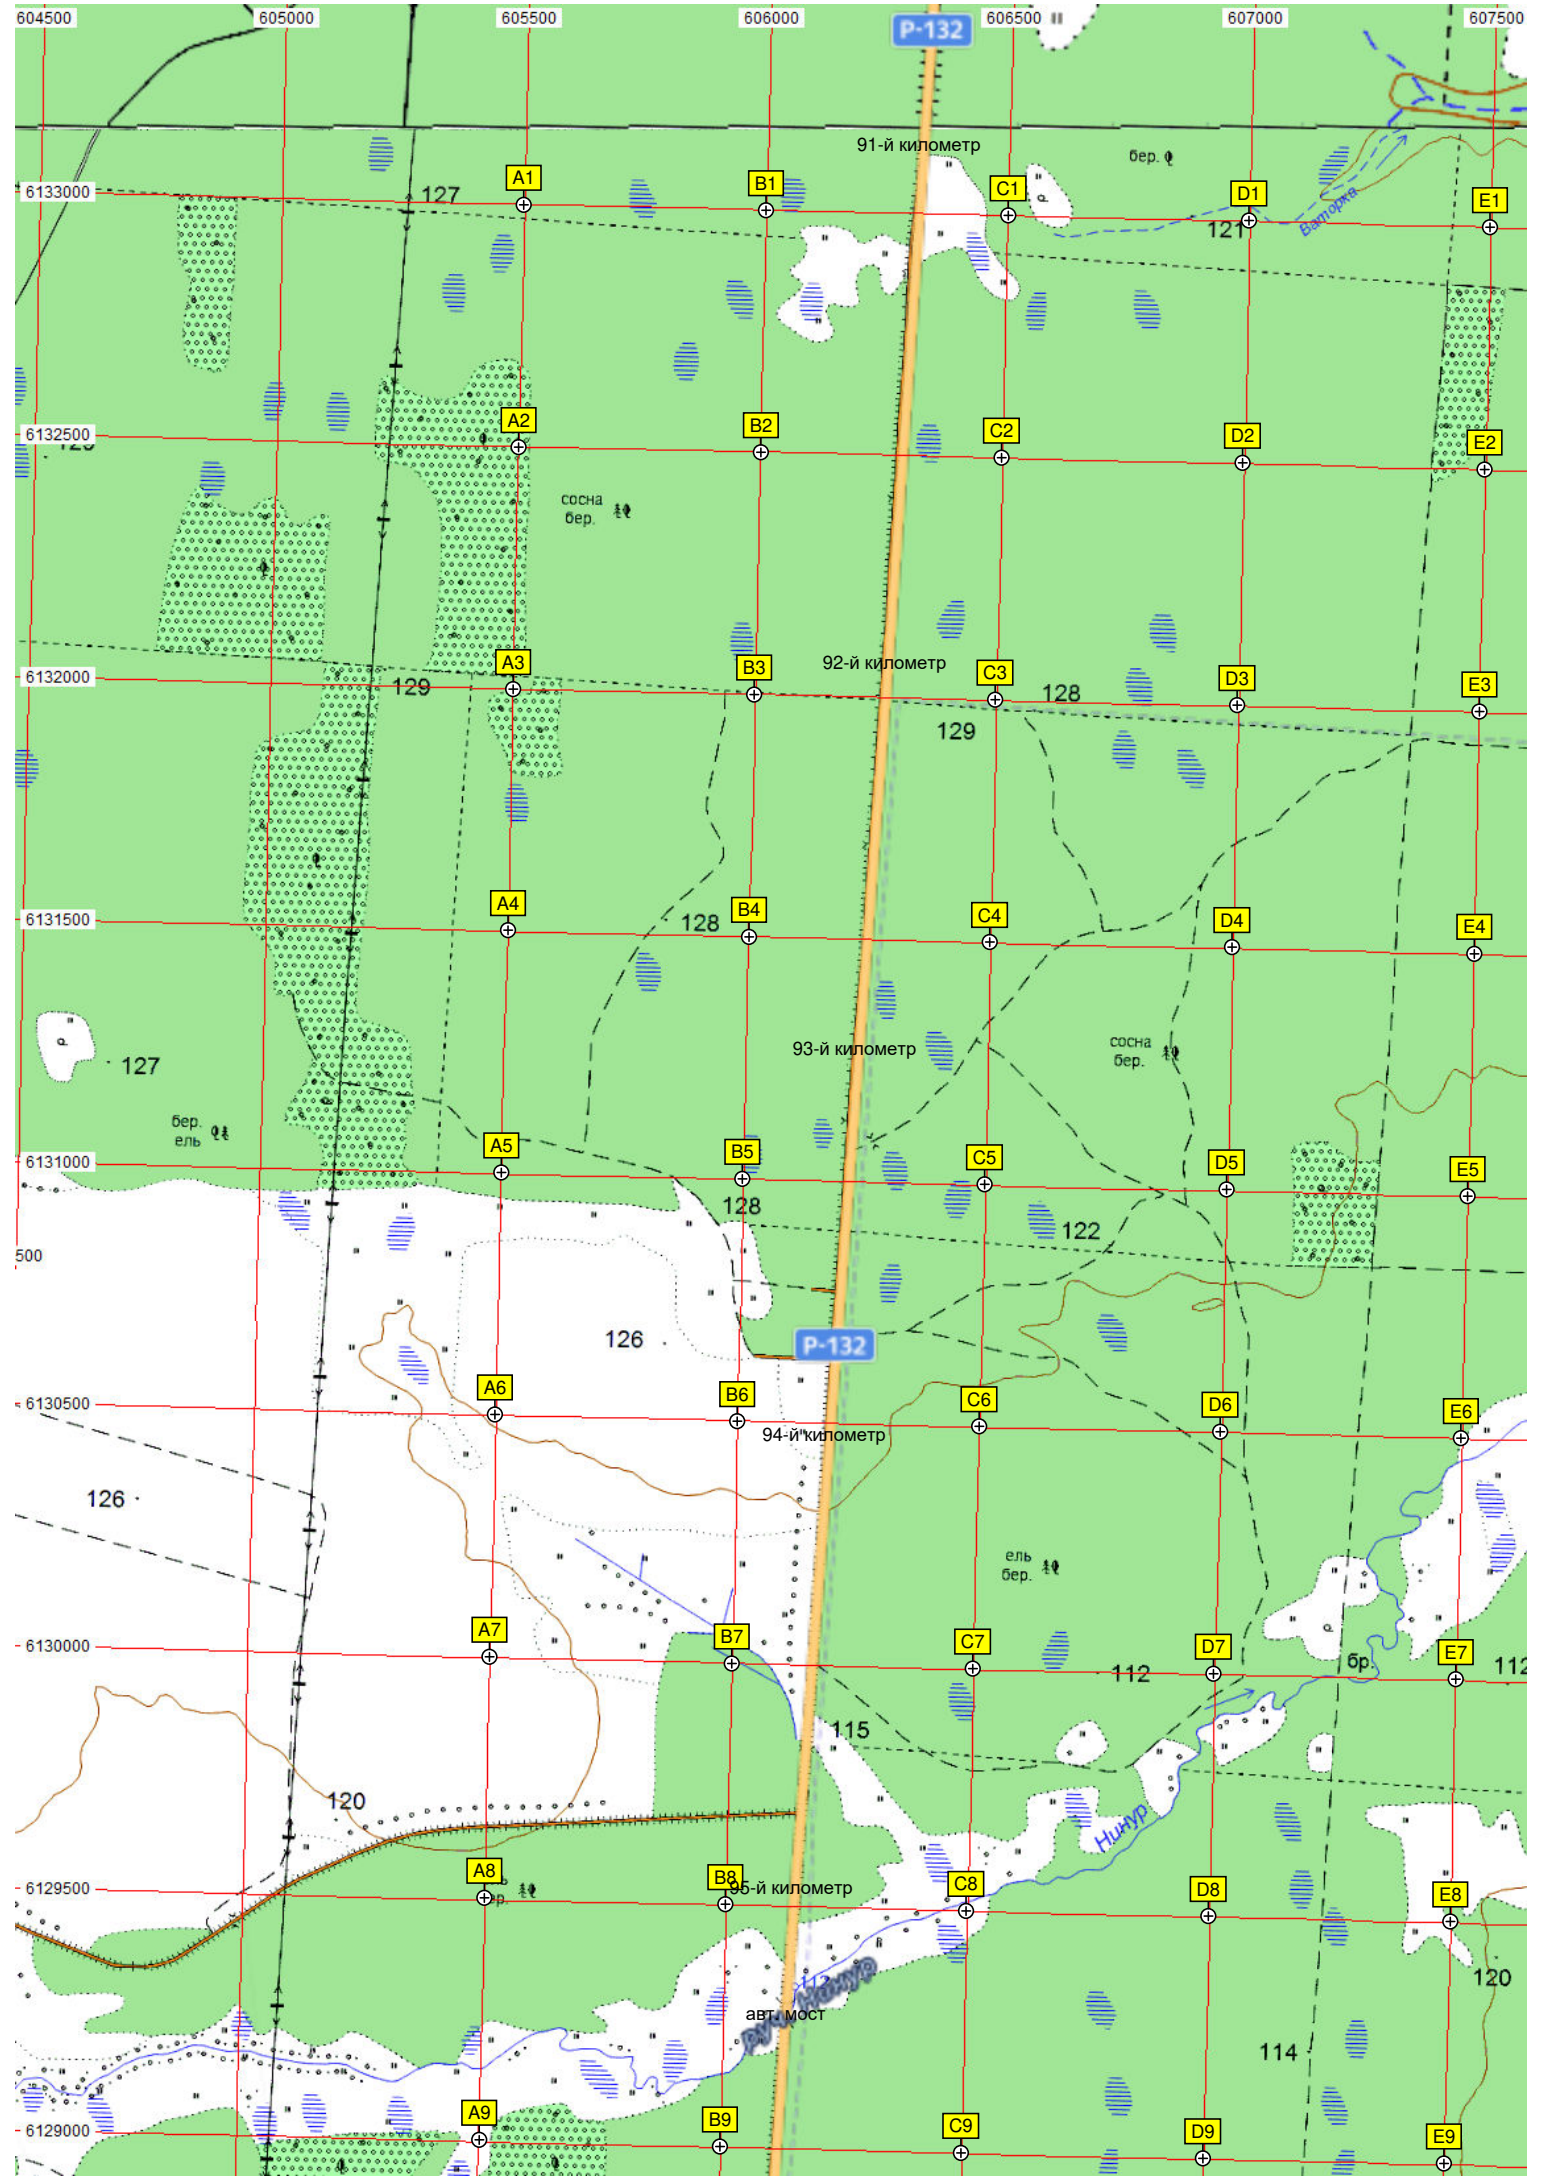 604500 605000 605500 606000 606500 607000 607500
P-132
91-й километр
бер.
6133000
127
A1
B1
C1
D1
E1
121
Ваторка
6132500
A2
B2
C2
D2
E2
сосна
бер.
92-й километр
6132000
129
A3
B3
C3
128
D3
E3
129
A4
B4
C4
D4
E4
6131500
128
93-й километр
сосна
бер.
127
бер.
ель
6131000
A5
B5
C5
D5
E5
128
122
500
126
P-132
6130500
A6
B6
C6
D6
E6
94-й километр
126
ель
бер.
6130000
A7
B7
C7
D7
E7
112
бр.
112
115
120
Нинур
6129500
A8
B8
C8
D8
E8
95-й километр
120
Нинур
авт. мост
114
6129000
A9
B9
C9
D9
E9